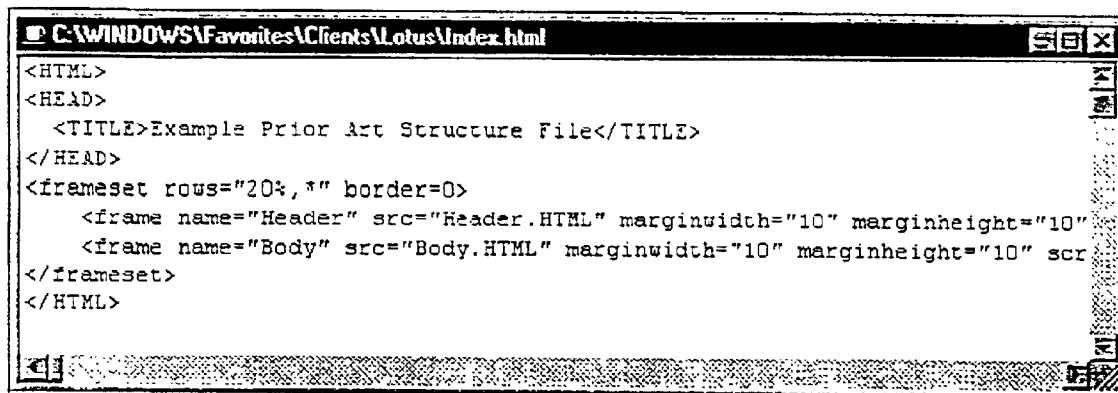 C:\WINDOWS\Favorites\Clients\Lotus\Index.html
<HTML>
<HEAD>
  <TITLE>Example Prior Art Structure File</TITLE>
</HEAD>
<frameset rows="20%,*" border=0>
    <frame name="Header" src="Header.HTML" marginwidth="10" marginheight="10"
    <frame name="Body" src="Body.HTML" marginwidth="10" marginheight="10" scr
</frameset>
</HTML>